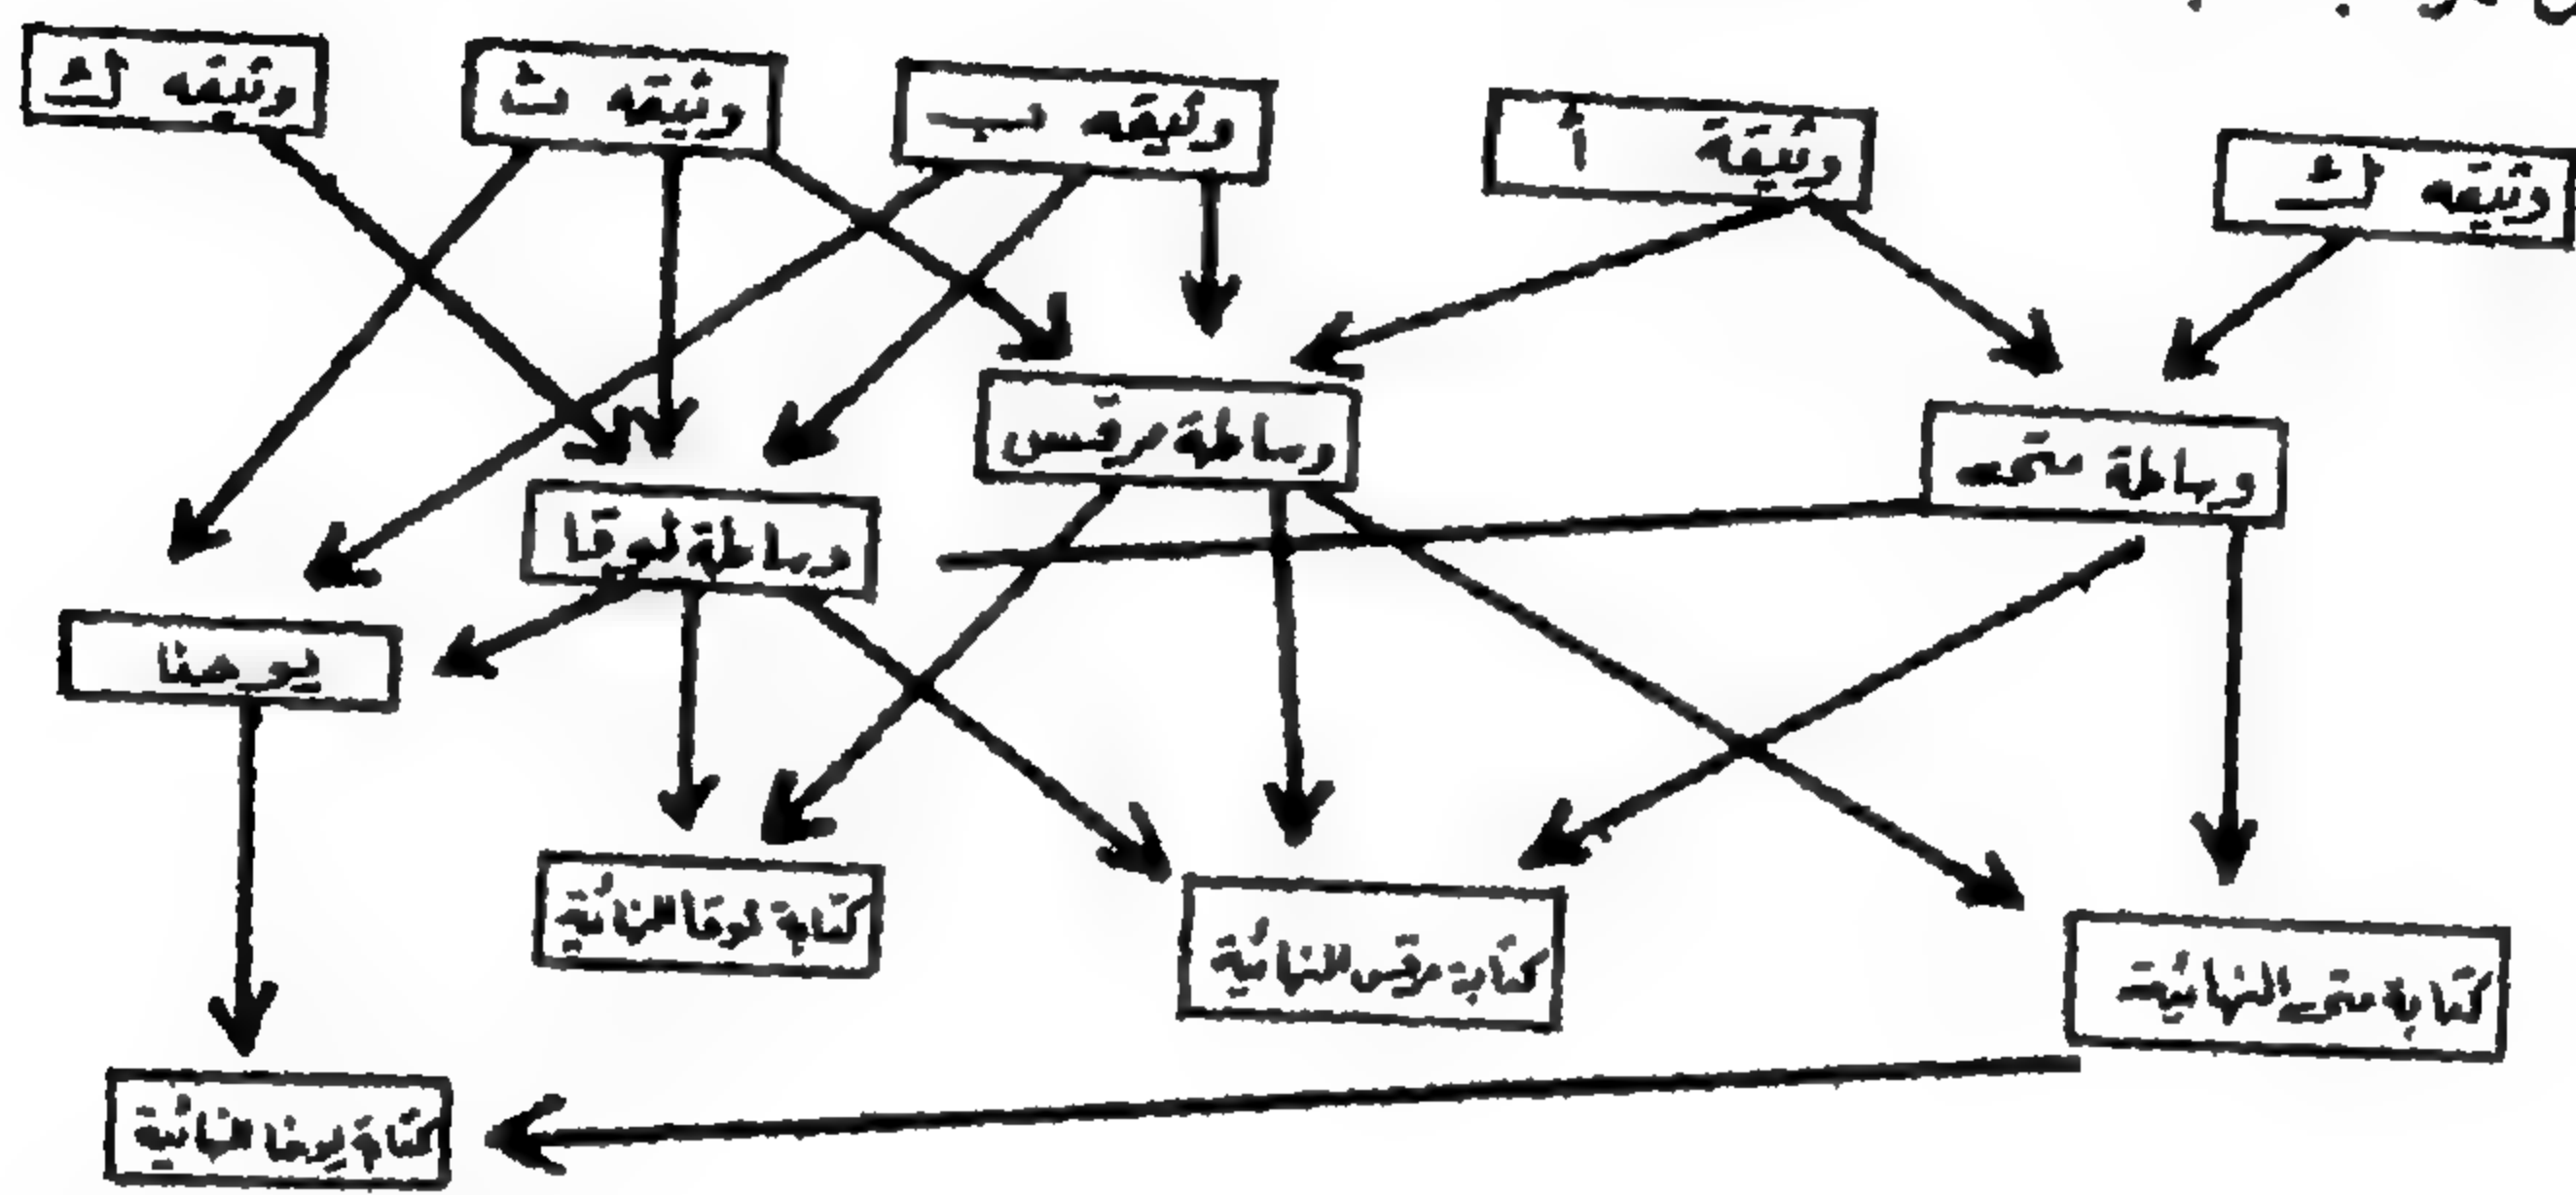 وثيقه ك
وثيقة أ
وثيقه ب
وثيقه ث
وثيقه ك
وساطة متى
وساطة مرقس
وساطة لوقا
يوحنا
كتابة متى النهائية
كتابة مرقس النهائية
كتابة لوقا النهائية
كتابة يوحنا النهائية